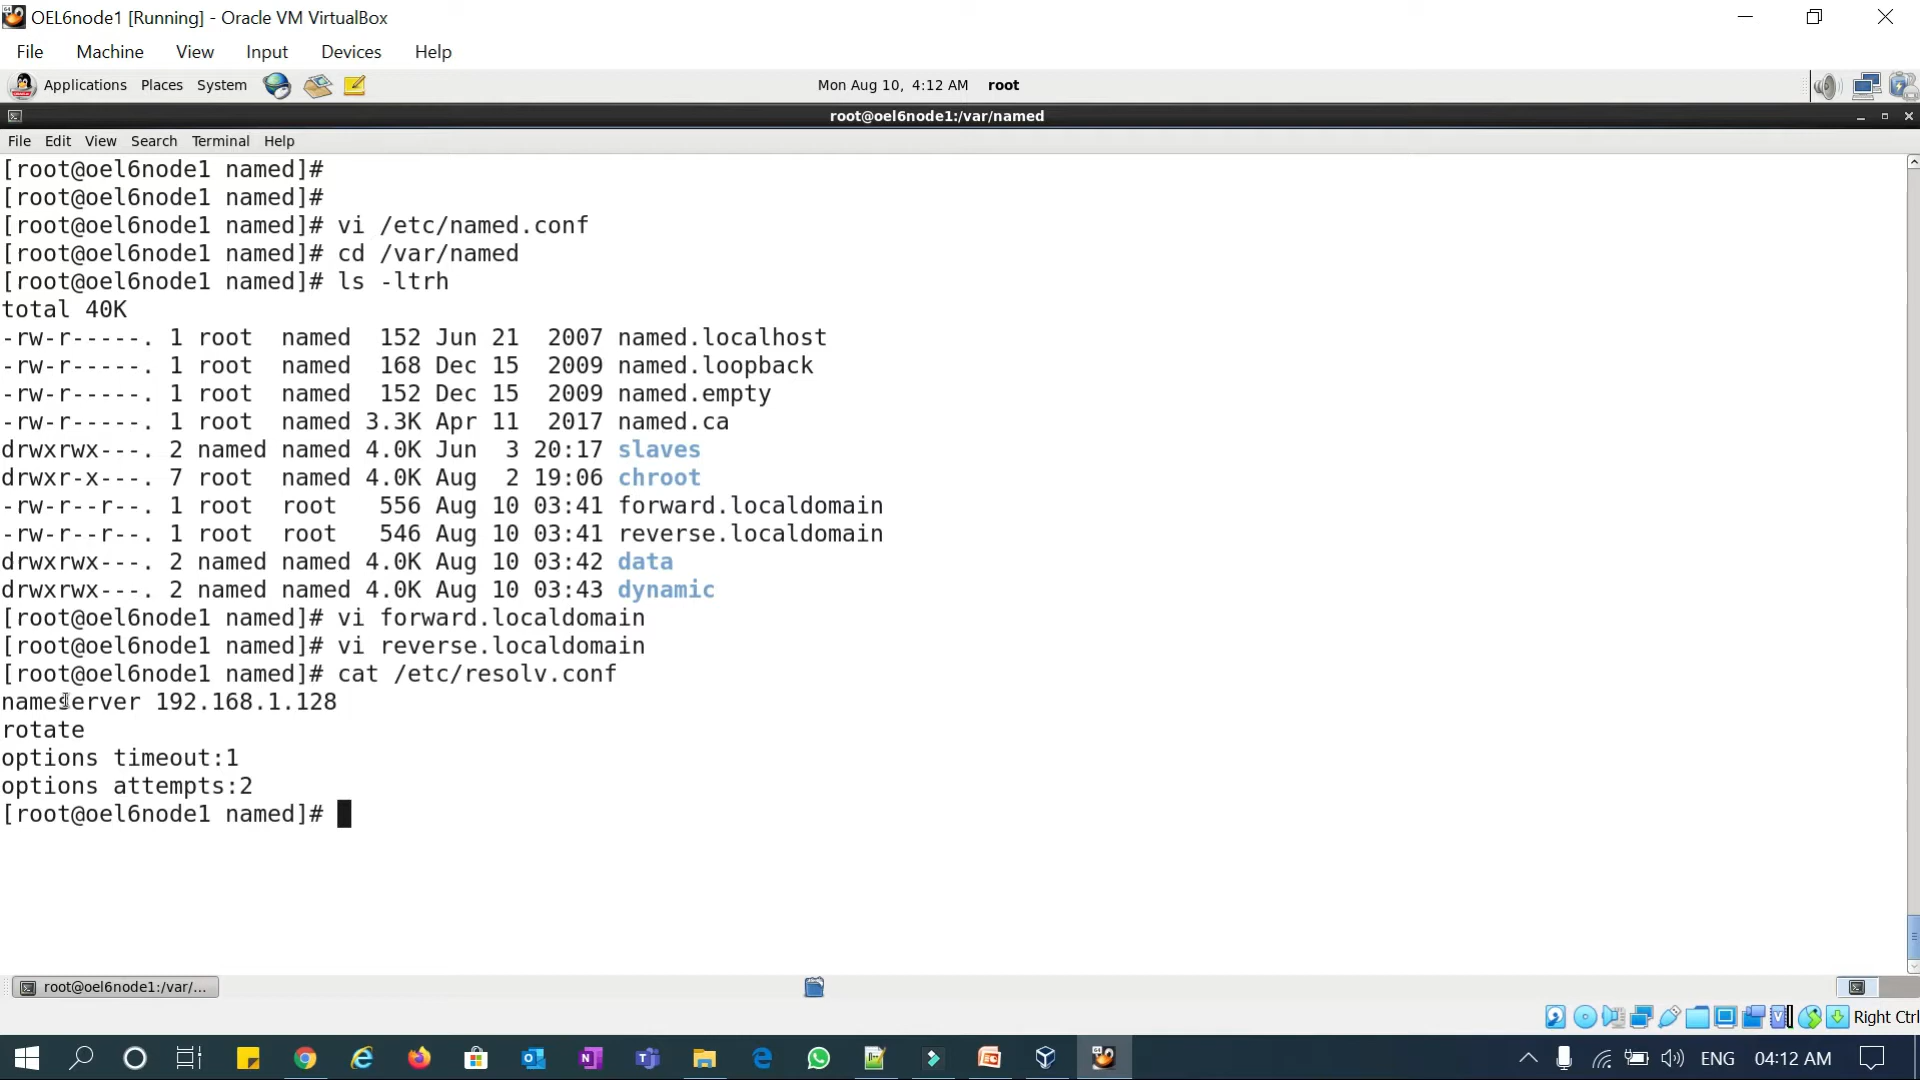 OEL6node1 [Running] - Oracle VM VirtualBox
File Machine View Input Devices Help
Applications Places System Mon Aug 10, 4:12 AM root
root@oel6node1:/var/named
File Edit View Search Terminal Help
[root@oel6node1 named]#
[root@oel6node1 named]#
[root@oel6node1 named]# vi /etc/named.conf
[root@oel6node1 named]# cd /var/named
[root@oel6node1 named]# ls -ltrh
total 40K
-rw-r-----. 1 root  named  152 Jun 21  2007 named.localhost
-rw-r-----. 1 root  named  168 Dec 15  2009 named.loopback
-rw-r-----. 1 root  named  152 Dec 15  2009 named.empty
-rw-r-----. 1 root  named 3.3K Apr 11  2017 named.ca
drwxrwx---. 2 named named 4.0K Jun  3 20:17 slaves
drwxr-x---. 7 root  named 4.0K Aug  2 19:06 chroot
-rw-r--r--. 1 root  root   556 Aug 10 03:41 forward.localdomain
-rw-r--r--. 1 root  root   546 Aug 10 03:41 reverse.localdomain
drwxrwx---. 2 named named 4.0K Aug 10 03:42 data
drwxrwx---. 2 named named 4.0K Aug 10 03:43 dynamic
[root@oel6node1 named]# vi forward.localdomain
[root@oel6node1 named]# vi reverse.localdomain
[root@oel6node1 named]# cat /etc/resolv.conf
nameserver 192.168.1.128
rotate
options timeout:1
options attempts:2
[root@oel6node1 named]#
root@oel6node1:/var/...
Right Ctrl
ENG 04:12 AM